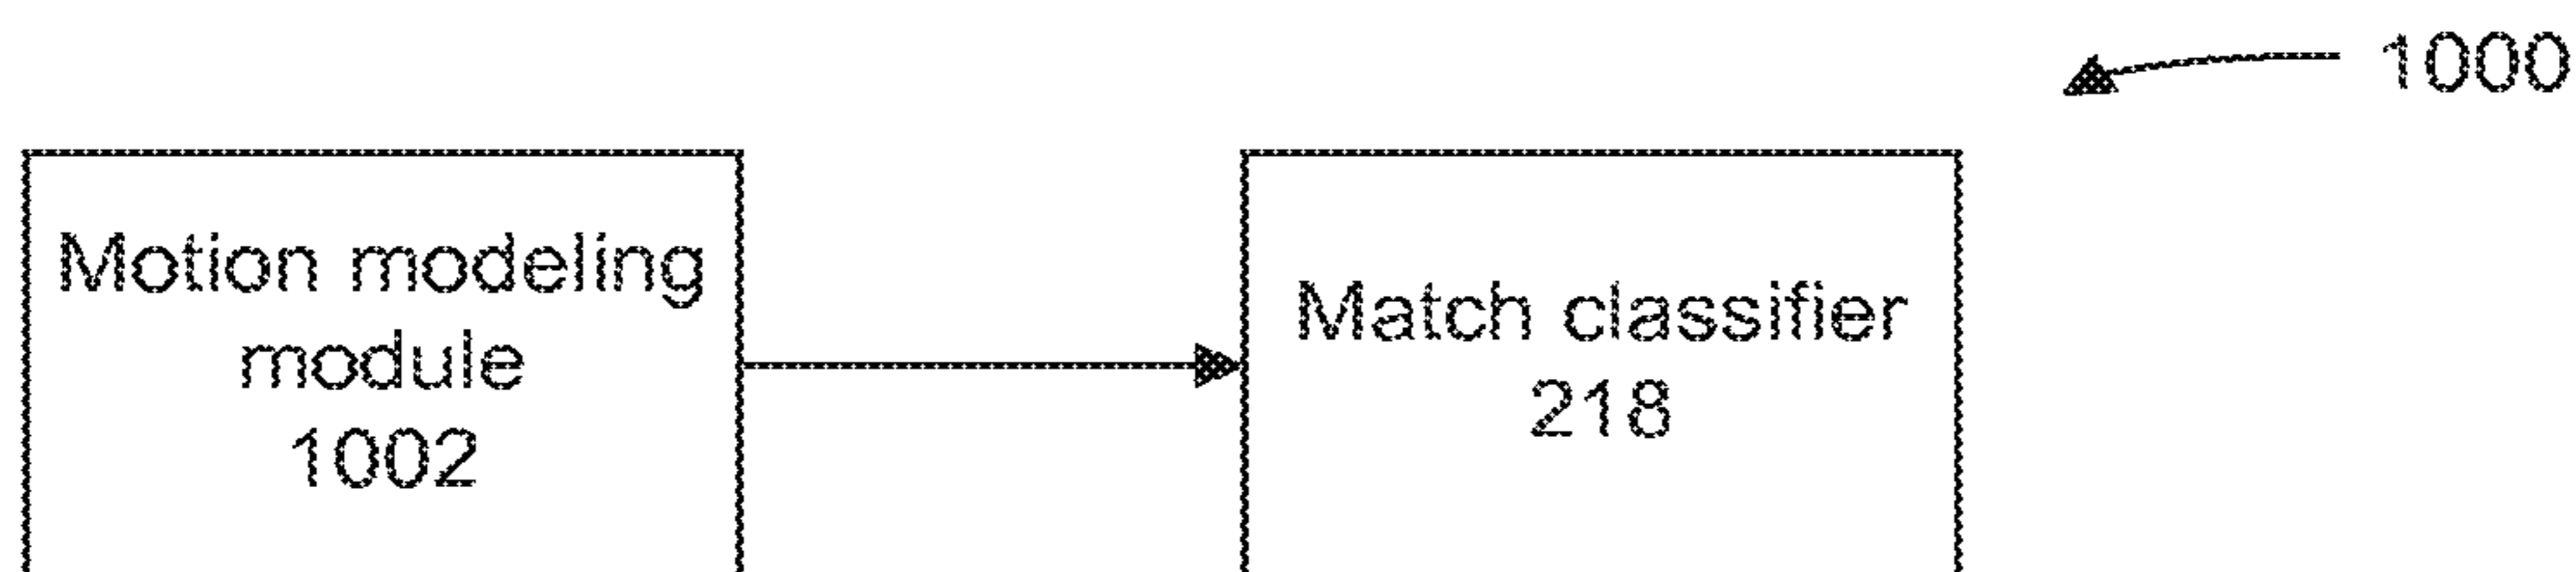 1000
Motion modeling
module
1002
Match classifier
218